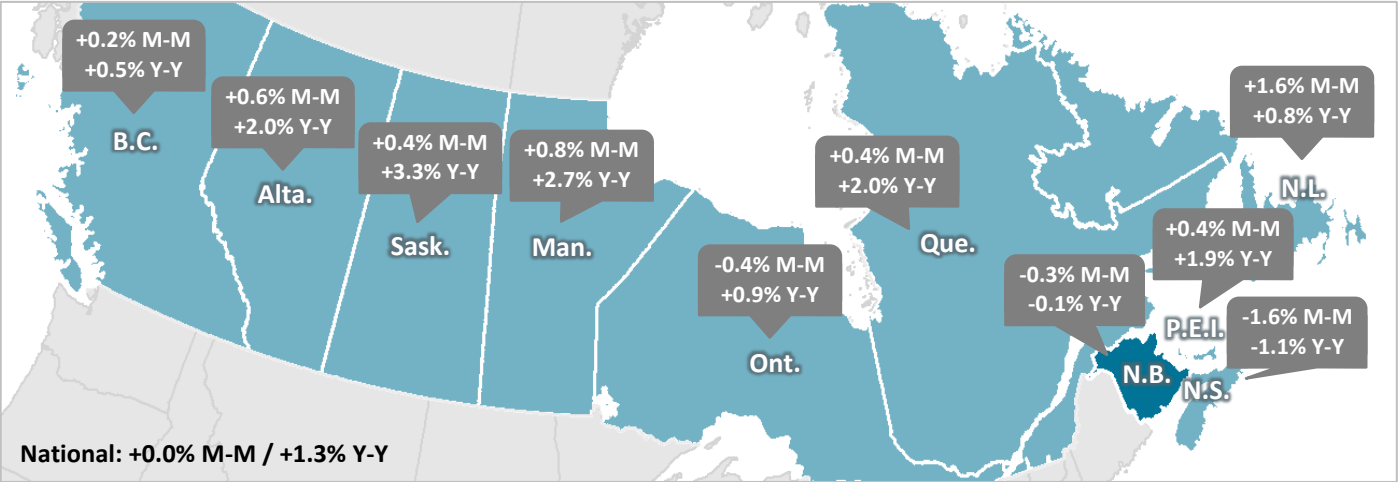 +0.2% M-M
+0.5% Y-Y
B.C.
+0.6% M-M
+2.0% Y-Y
Alta.
+0.4% M-M
+3.3% Y-Y
Sask.
+0.8% M-M
+2.7% Y-Y
Man.
-0.4% M-M
+0.9% Y-Y
Ont.
+0.4% M-M
+2.0% Y-Y
Que.
+1.6% M-M
+0.8% Y-Y
N.L.
+0.4% M-M
+1.9% Y-Y
P.E.I.
-0.3% M-M
-0.1% Y-Y
N.B.
-1.6% M-M
-1.1% Y-Y
N.S.
National: +0.0% M-M / +1.3% Y-Y